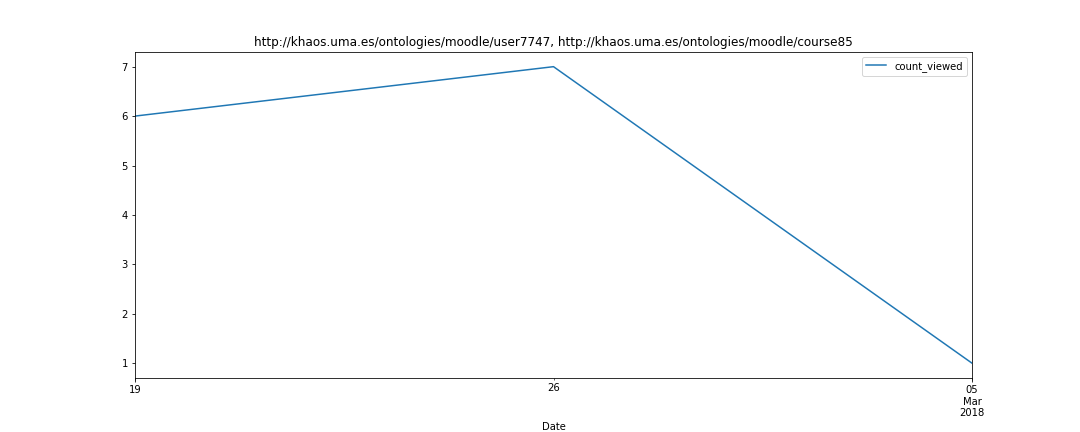 http://khaos.uma.es/ontologies/moodle/user7747, http://khaos.uma.es/ontologies/moodle/course85
count_viewed
7
6
5
4
3
2
1
19
26
05
Mar
2018
Date